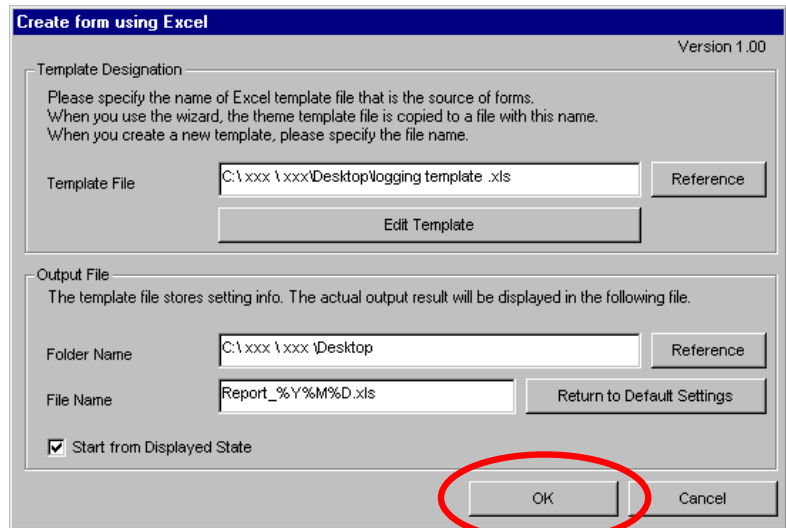 Create form using Excel
Version 1.00
Template Designation
Please specify the name of Excel template file that is the source of forms.
When you use the wizard, the theme template file is copied to a file with this name.
When you create a new template, please specify the file name.
Template File C:\ xxx \ xxx\Desktop\logging template .xls Reference
Edit Template
Output File
The template file stores setting info. The actual output result will be displayed in the following file.
Folder Name C:\ xxx \ xxx \Desktop Reference
File Name Report_%Y%M%D.xls Return to Default Settings
Start from Displayed State
OK Cancel